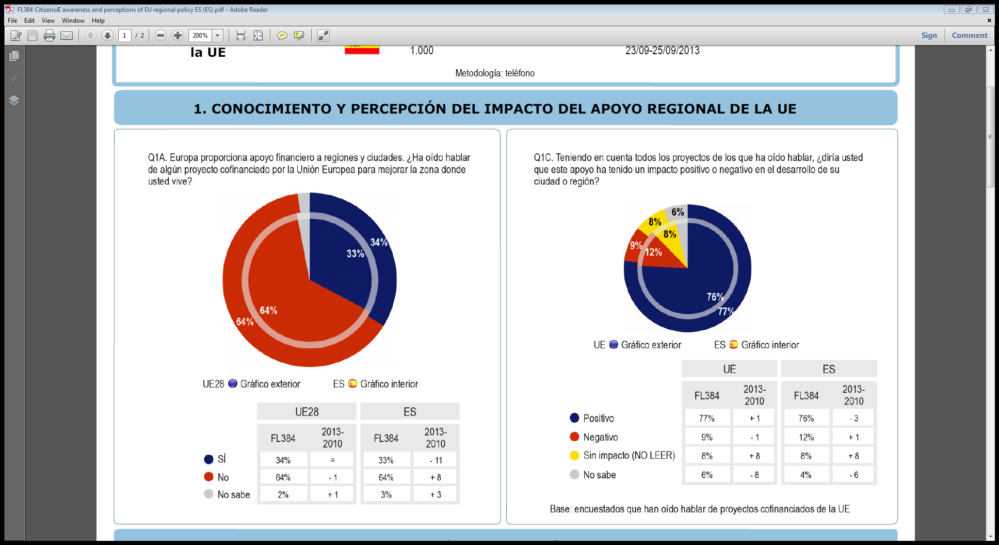 FL384 CitizensÆ awareness and perceptions of EU regional policy ES (ES).pdf - Adobe Reader
File Edit View Window Help
1 / 2 200% Sign Comment
la UE 1.000 23/09-25/09/2013
Metodología: teléfono
1. CONOCIMIENTO Y PERCEPCIÓN DEL IMPACTO DEL APOYO REGIONAL DE LA UE
Q1A. Europa proporciona apoyo financiero a regiones y ciudades. ¿Ha oído hablar
de algún proyecto cofinanciado por la Unión Europea para mejorar la zona donde
usted vive?
34%
33%
64%
64%
UE28 Gráfico exterior ES Gráfico interior
UE28 ES
FL384 2013-2010 FL384 2013-2010
SÍ 34% = 33% - 11
No 64% - 1 64% + 8
No sabe 2% + 1 3% + 3
Q1C. Teniendo en cuenta todos los proyectos de los que ha oído hablar, ¿diría usted
que este apoyo ha tenido un impacto positivo o negativo en el desarrollo de su
ciudad o región?
6%
8%
8%
9%
12%
76%
77%
UE Gráfico exterior ES Gráfico interior
UE ES
FL384 2013-2010 FL384 2013-2010
Positivo 77% + 1 76% - 3
Negativo 9% - 1 12% + 1
Sin impacto (NO LEER) 8% + 8 8% + 8
No sabe 6% - 8 4% - 6
Base: encuestados que han oído hablar de proyectos cofinanciados de la UE